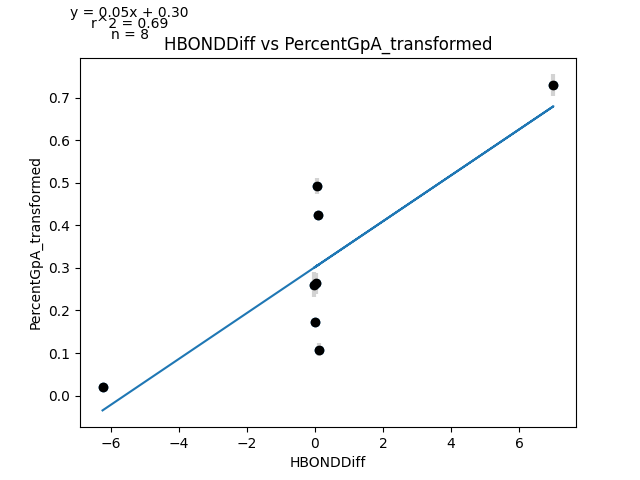 y = 0.05x + 0.30
r^2 = 0.69
n = 8
HBONDDiff vs PercentGpA_transformed
PercentGpA_transformed
0.7
0.6
0.5
0.4
0.3
0.2
0.1
0.0
−6
−4
−2
0
2
4
6
HBONDDiff